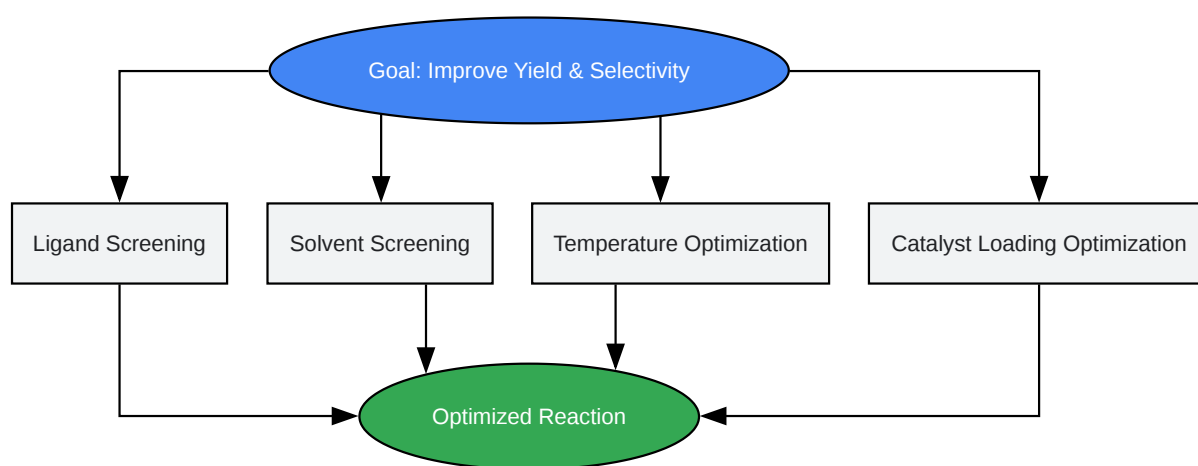 Goal: Improve Yield & Selectivity
Ligand Screening
Solvent Screening
Temperature Optimization
Catalyst Loading Optimization
Optimized Reaction